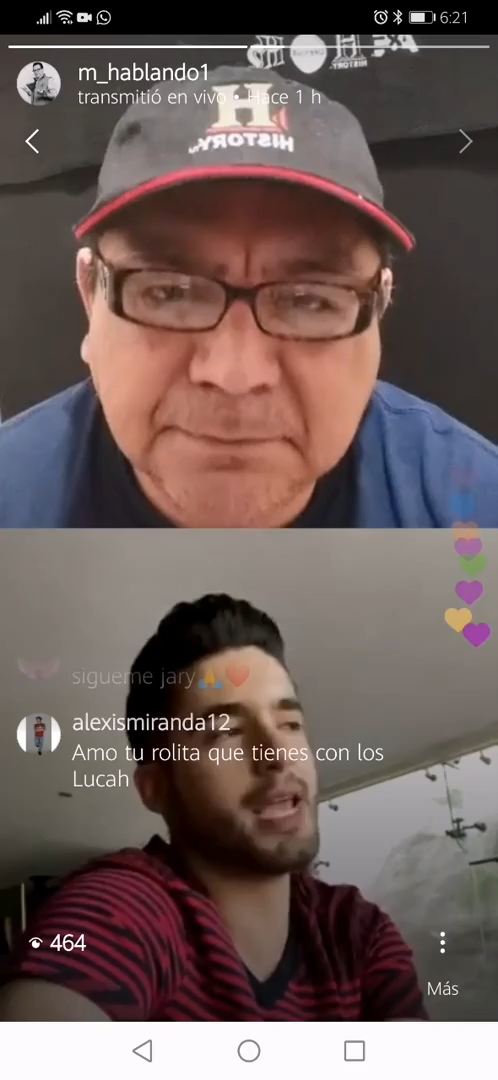 6:21
m_hablando1
transmitió en vivo • Hace 1 h
H
HISTORY
HISTORY
sigueme jary🙏❤️
alexismiranda12
Amo tu rolita que tienes con los
Lucah
464
Más